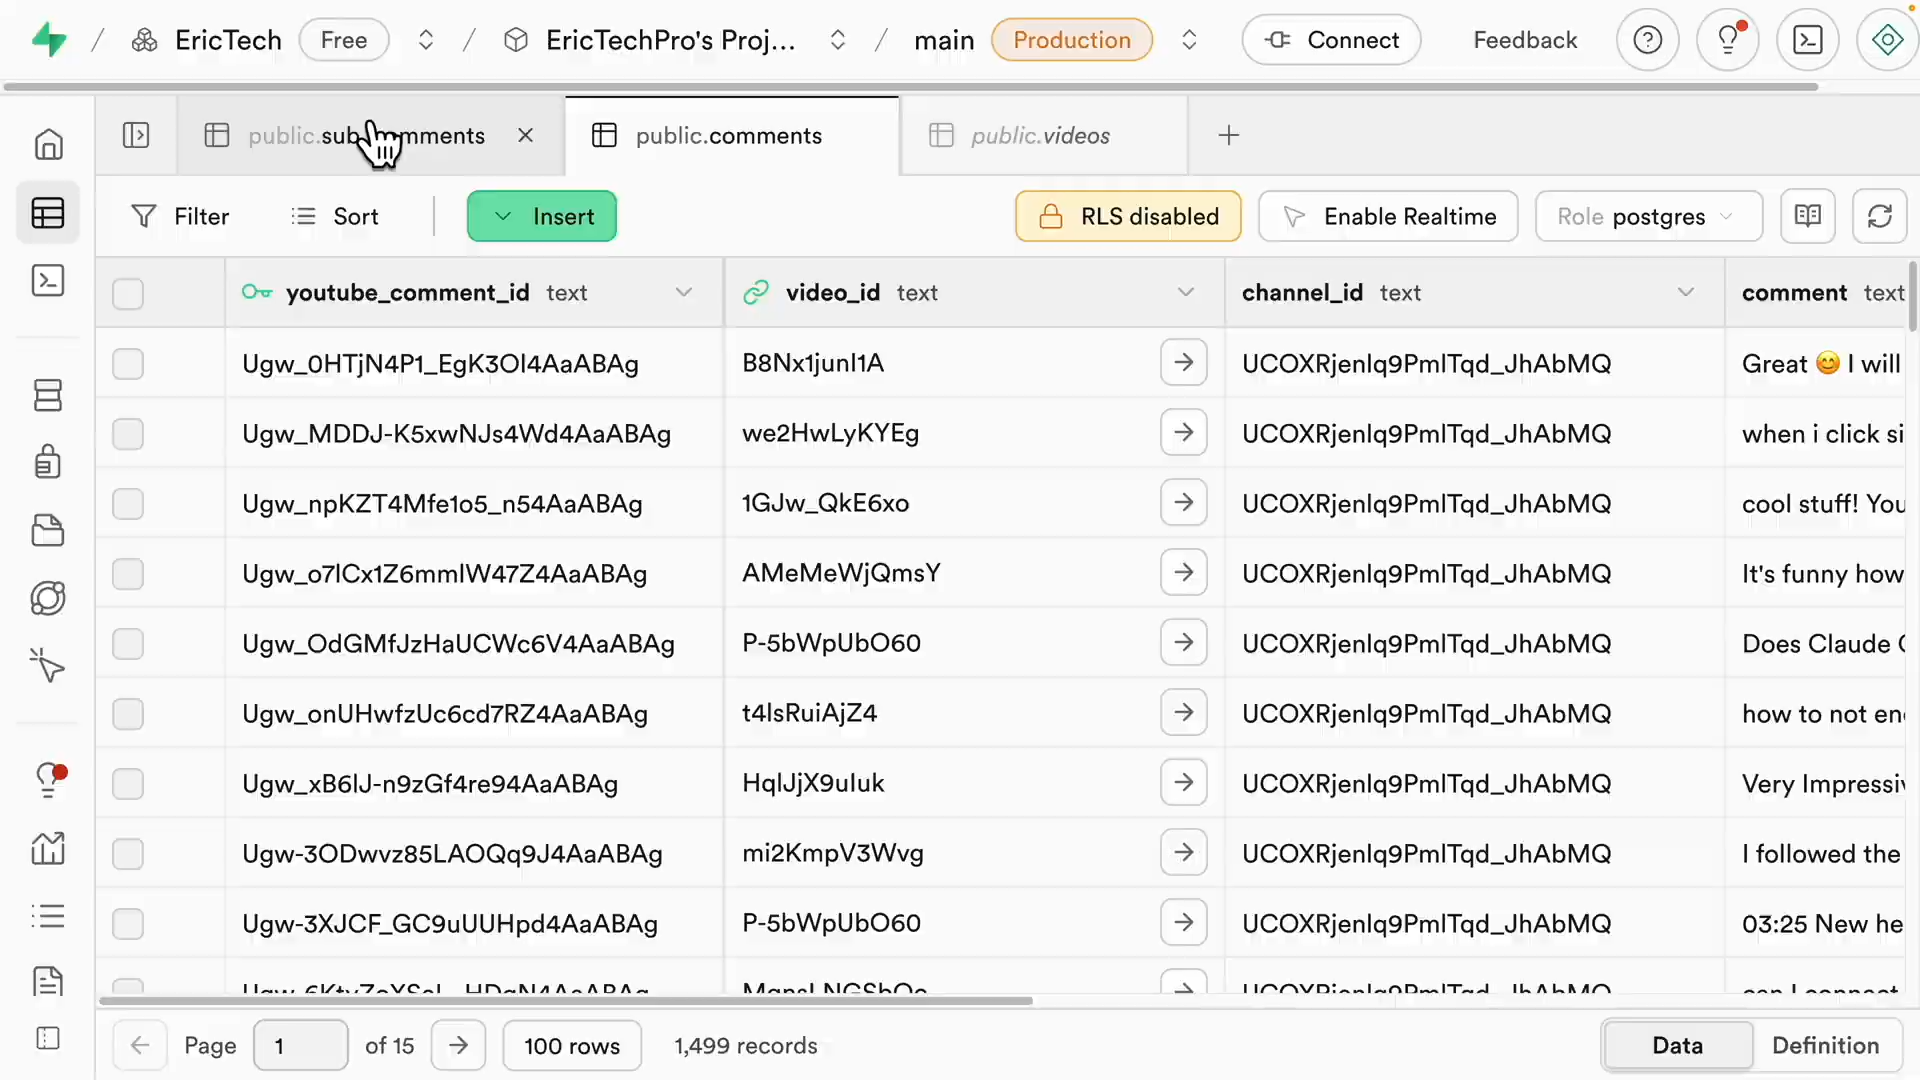 EricTech Free EricTechPro's Proj... main Production Connect Feedback
public.sub mments public.comments public.videos
Filter Sort Insert RLS disabled Enable Realtime Role postgres
youtube_comment_id text video_id text channel_id text comment text
Ugw_0HTjN4P1_EgK3Ol4AaABAg B8Nx1junl1A UCOXRjenlq9PmlTqd_JhAbMQ Great 😊 I will
Ugw_MDDJ-K5xwNJs4Wd4AaABAg we2HwLyKYEg UCOXRjenlq9PmlTqd_JhAbMQ when i click si
Ugw_npKZT4Mfe1o5_n54AaABAg 1GJw_QkE6xo UCOXRjenlq9PmlTqd_JhAbMQ cool stuff! You
Ugw_o7lCx1Z6mmlW47Z4AaABAg AMeMeWjQmsY UCOXRjenlq9PmlTqd_JhAbMQ It's funny how
Ugw_OdGMfJzHaUCWc6V4AaABAg P-5bWpUbO60 UCOXRjenlq9PmlTqd_JhAbMQ Does Claude
Ugw_onUHwfzUc6cd7RZ4AaABAg t4lsRuiAjZ4 UCOXRjenlq9PmlTqd_JhAbMQ how to not en
Ugw_xB6lJ-n9zGf4re94AaABAg HqlJjX9uluk UCOXRjenlq9PmlTqd_JhAbMQ Very Impressi
Ugw-3ODwvz85LAOQq9J4AaABAg mi2KmpV3Wvg UCOXRjenlq9PmlTqd_JhAbMQ I followed the
Ugw-3XJCF_GC9uUUHpd4AaABAg P-5bWpUbO60 UCOXRjenlq9PmlTqd_JhAbMQ 03:25 New he
Page 1 of 15 100 rows 1,499 records Data Definition